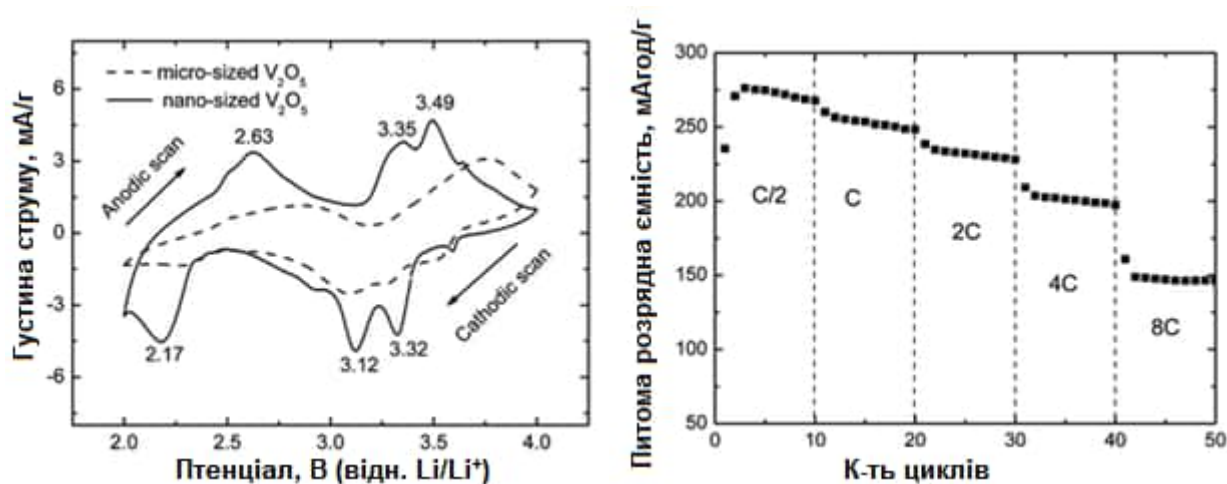 Густина струму, мА/г
6
3
0
-3
-6
micro-sized V₂O₅
nano-sized V₂O₅
Anodic scan
Cathodic scan
2.63
3.35
3.49
2.17
3.12
3.32
2.0 2.5 3.0 3.5 4.0
Птенціал, В (відн. Li/Li⁺)
Питома розрядна ємність, мАгод/г
300
250
200
150
100
50
C/2
C
2C
4C
8C
0 10 20 30 40 50
К-ть циклів